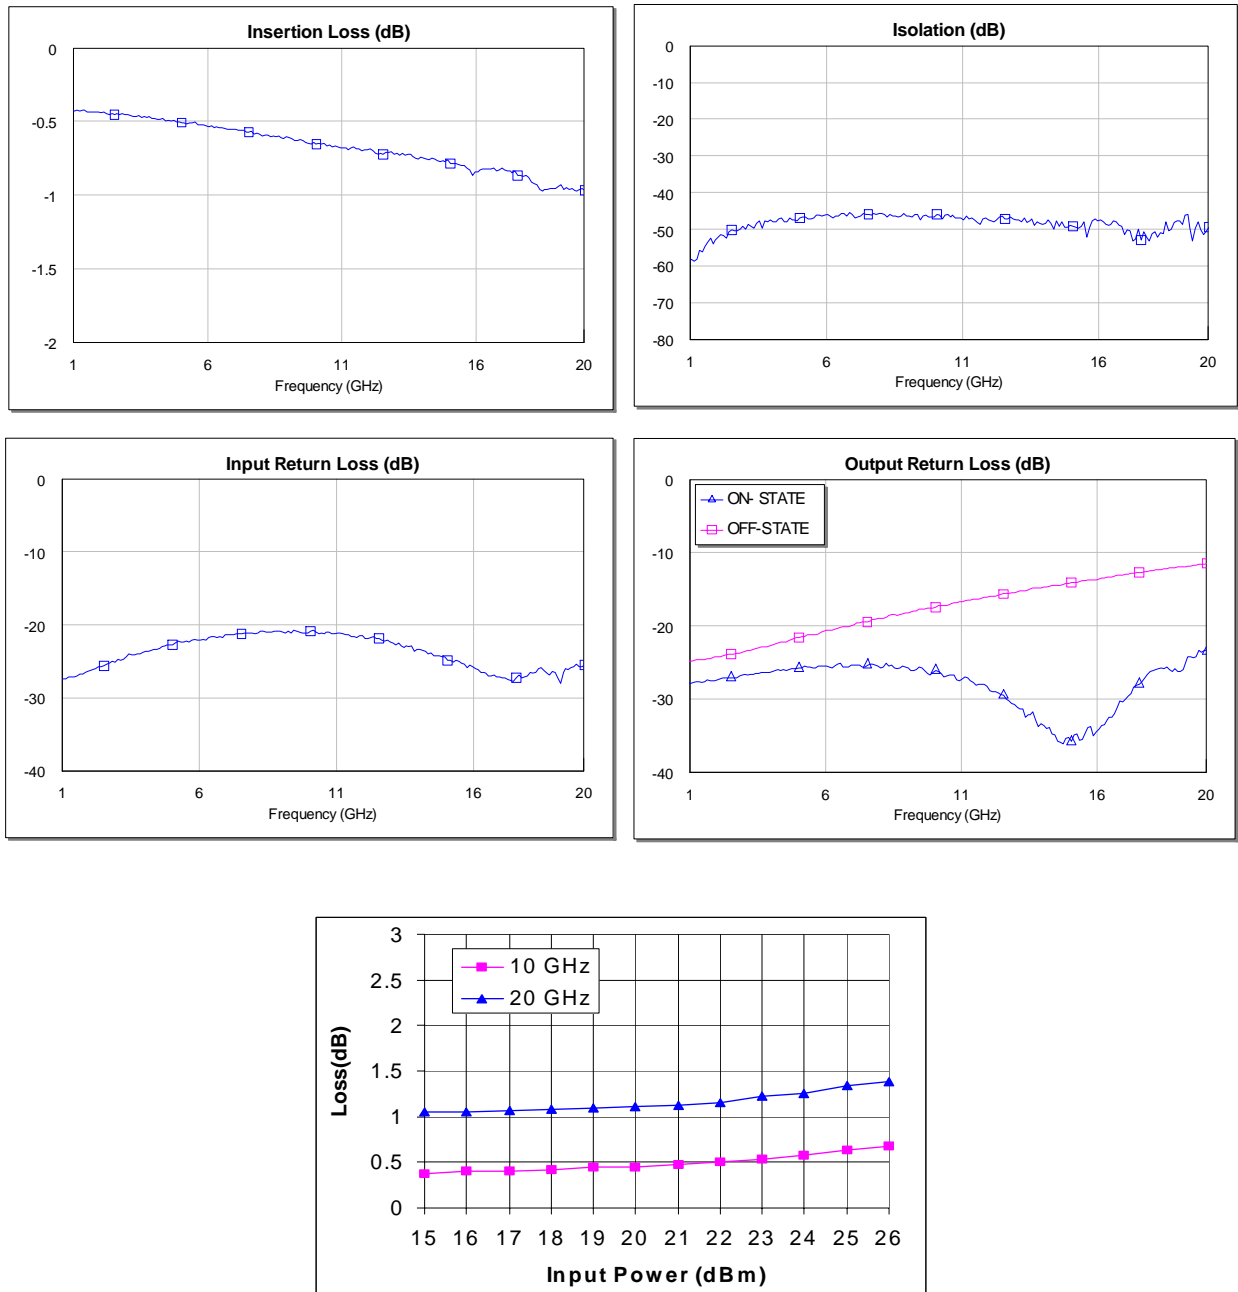 Insertion Loss (dB)
0
-0.5
-1
-1.5
-2
1 6 11 16 20
Frequency (GHz)
Isolation (dB)
0
-10
-20
-30
-40
-50
-60
-70
-80
1 6 11 16 20
Frequency (GHz)
Input Return Loss (dB)
0
-10
-20
-30
-40
1 6 11 16 20
Frequency (GHz)
Output Return Loss (dB)
0
-10
-20
-30
-40
ON- STATE
OFF-STATE
1 6 11 16 20
Frequency (GHz)
3
2.5
2
1.5
1
0.5
0
Loss(dB)
10 GHz
20 GHz
15 16 17 18 19 20 21 22 23 24 25 26
Input Power (dBm)